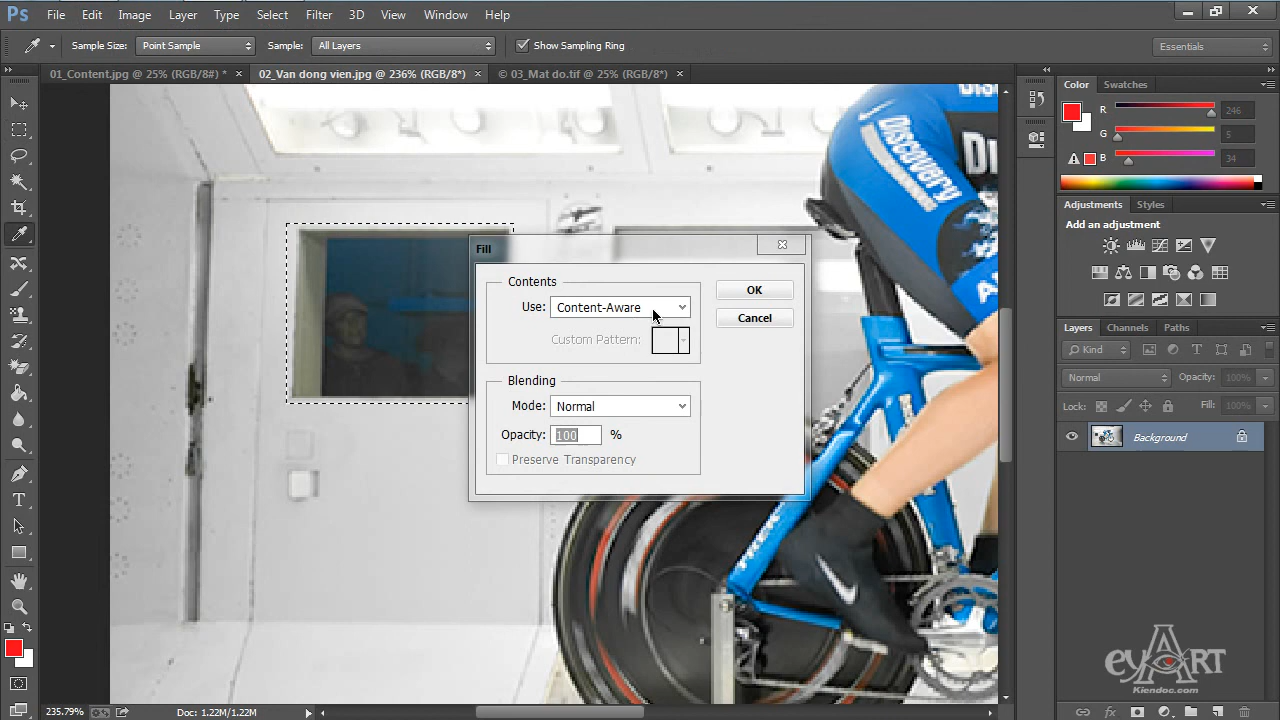 Ps File Edit Image Layer Type Select Filter 3D View Window Help
Sample Size: Point Sample Sample: All Layers Show Sampling Ring Essentials
01_Content.jpg @ 25% (RGB/8#) * × 02_Van dong vien.jpg @ 236% (RGB/8*) × © 03_Mat do.tif @ 25% (RGB/8*) ×
Color Swatches
R 246
G 5
B 34
Adjustments Styles
Add an adjustment
Layers Channels Paths
Kind
Normal Opacity: 100%
Lock: Fill: 100%
Background
Fill
Contents
Use: Content-Aware
Custom Pattern:
OK
Cancel
Blending
Mode: Normal
Opacity: 100 %
Preserve Transparency
Discovery
TREK
eyART
Kiendoc.com
235.79% Doc: 1.22M/1.22M